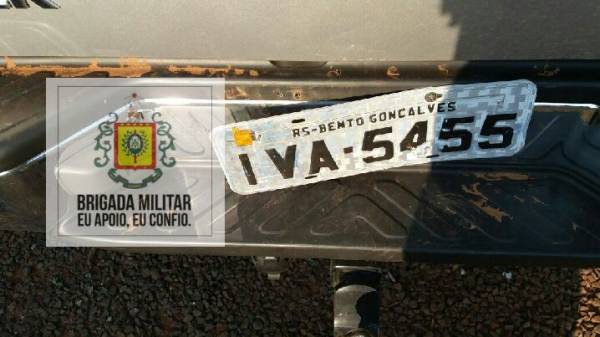 RS-BENTO GONCALVES
IVA-5455
BRIGADA MILITAR
EU APOIO, EU CONFIO.